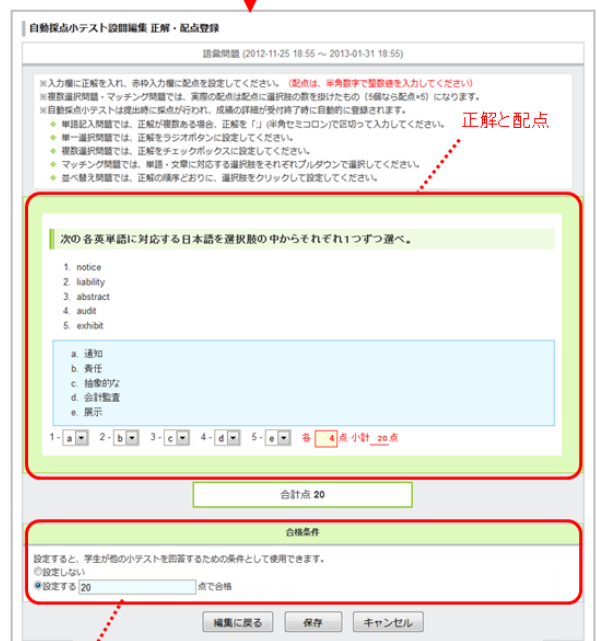 自動採点小テスト設問編集 正解・配点登録
語彙問題 (2012-11-25 18:55 ～ 2013-01-31 18:55)
※入力欄に正解を入れ、赤枠入力欄に配点を設定してください。（配点は、半角数字で整数値を入力してください）
※複数選択問題・マッチング問題では、実際の配点は配点に選択肢の数を掛けたもの（5個なら配点×5）になります。
※自動採点小テストは提出時に採点が行われ、成績の詳細が受付終了時に自動的に登録されます。
単語記入問題では、正解が複数ある場合、正解を「;」(半角セミコロン)で区切って入力してください。
単一選択問題では、正解をラジオボタンに設定してください。
複数選択問題では、正解をチェックボックスに設定してください。
マッチング問題では、単語・文章に対応する選択肢をそれぞれプルダウンで選択してください。
並べ替え問題では、正解の順序どおりに、選択肢をクリックして設定してください。
正解と配点
次の各英単語に対応する日本語を選択肢の中からそれぞれ1つずつ選べ。
1. notice
2. liability
3. abstract
4. audit
5. exhibit
a. 通知
b. 責任
c. 抽象的な
d. 会計監査
e. 展示
1 - a 2 - b 3 - c 4 - d 5 - e 各 4 点 小計 20 点
合計点 20
合格条件
設定すると、学生が他の小テストを回答するための条件として使用できます。
設定しない
設定する 20 点で合格
編集に戻る 保存 キャンセル